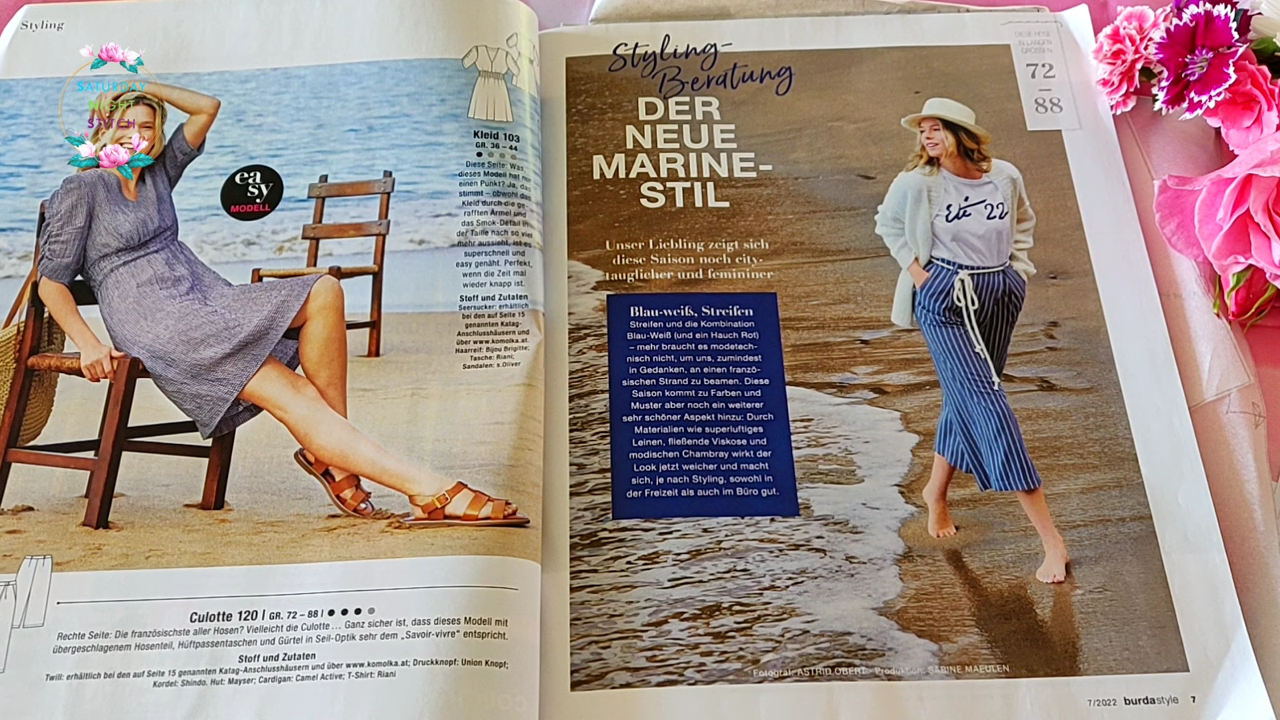 Styling
SATURDAY
NIGHT
STITCH
ea
sy
MODELL
Kleid 103
GR. 36 – 44
Diese Seite: Was,
dieses Modell hat nur
einen Punkt? Ja, das
stimmt – obwohl das
Kleid durch die ge-
rafften Ärmel und
das Smok-Detail in
der Taille nach so viel
mehr aussieht, ist es
superschnell und
easy genäht. Perfekt,
wenn die Zeit mal
wieder knapp ist.
Stoff und Zutaten
Seersucker: erhältlich
bei den auf Seite 15
genannten Katag-
Anschlusshäusern und
über www.komolka.at.
Haarreif: Bijou Brigitte;
Tasche: Riani;
Sandalen: s.Oliver
Culotte 120 | GR. 72 – 88 |
Rechte Seite: Die französischste aller Hosen? Vielleicht die Culotte ... Ganz sicher ist, dass dieses Modell mit
übergeschlagenem Hosenteil, Hüftpassentaschen und Gürtel in Seil-Optik sehr dem „Savoir-vivre“ entspricht.
Stoff und Zutaten
Twill: erhältlich bei den auf Seite 15 genannten Katag-Anschlusshäusern und über www.komolka.at; Druckknopf: Union Knopf;
Kordel: Shindo. Hut: Mayser; Cardigan: Camel Active; T-Shirt: Riani
Styling-
Beratung
DER
NEUE
MARINE-
STIL
Unser Liebling zeigt sich
diese Saison noch city-
tauglicher und femininer
Blau-weiß, Streifen
Streifen und die Kombination
Blau-Weiß (und ein Hauch Rot)
– mehr braucht es modetech-
nisch nicht, um uns, zumindest
in Gedanken, an einen franzö-
sischen Strand zu beamen. Diese
Saison kommt zu Farben und
Muster aber noch ein weiterer
sehr schöner Aspekt hinzu: Durch
Materialien wie superluftiges
Leinen, fließende Viskose und
modischen Chambray wirkt der
Look jetzt weicher und macht
sich, je nach Styling, sowohl in
der Freizeit als auch im Büro gut.
DIESE HOSE
IN LANGEN
GRÖSSEN
72
–
88
Été 22
Fotograf: ASTRID OBERT – Produktion: SABINE MAEULEN
7/2022 burdastyle 7